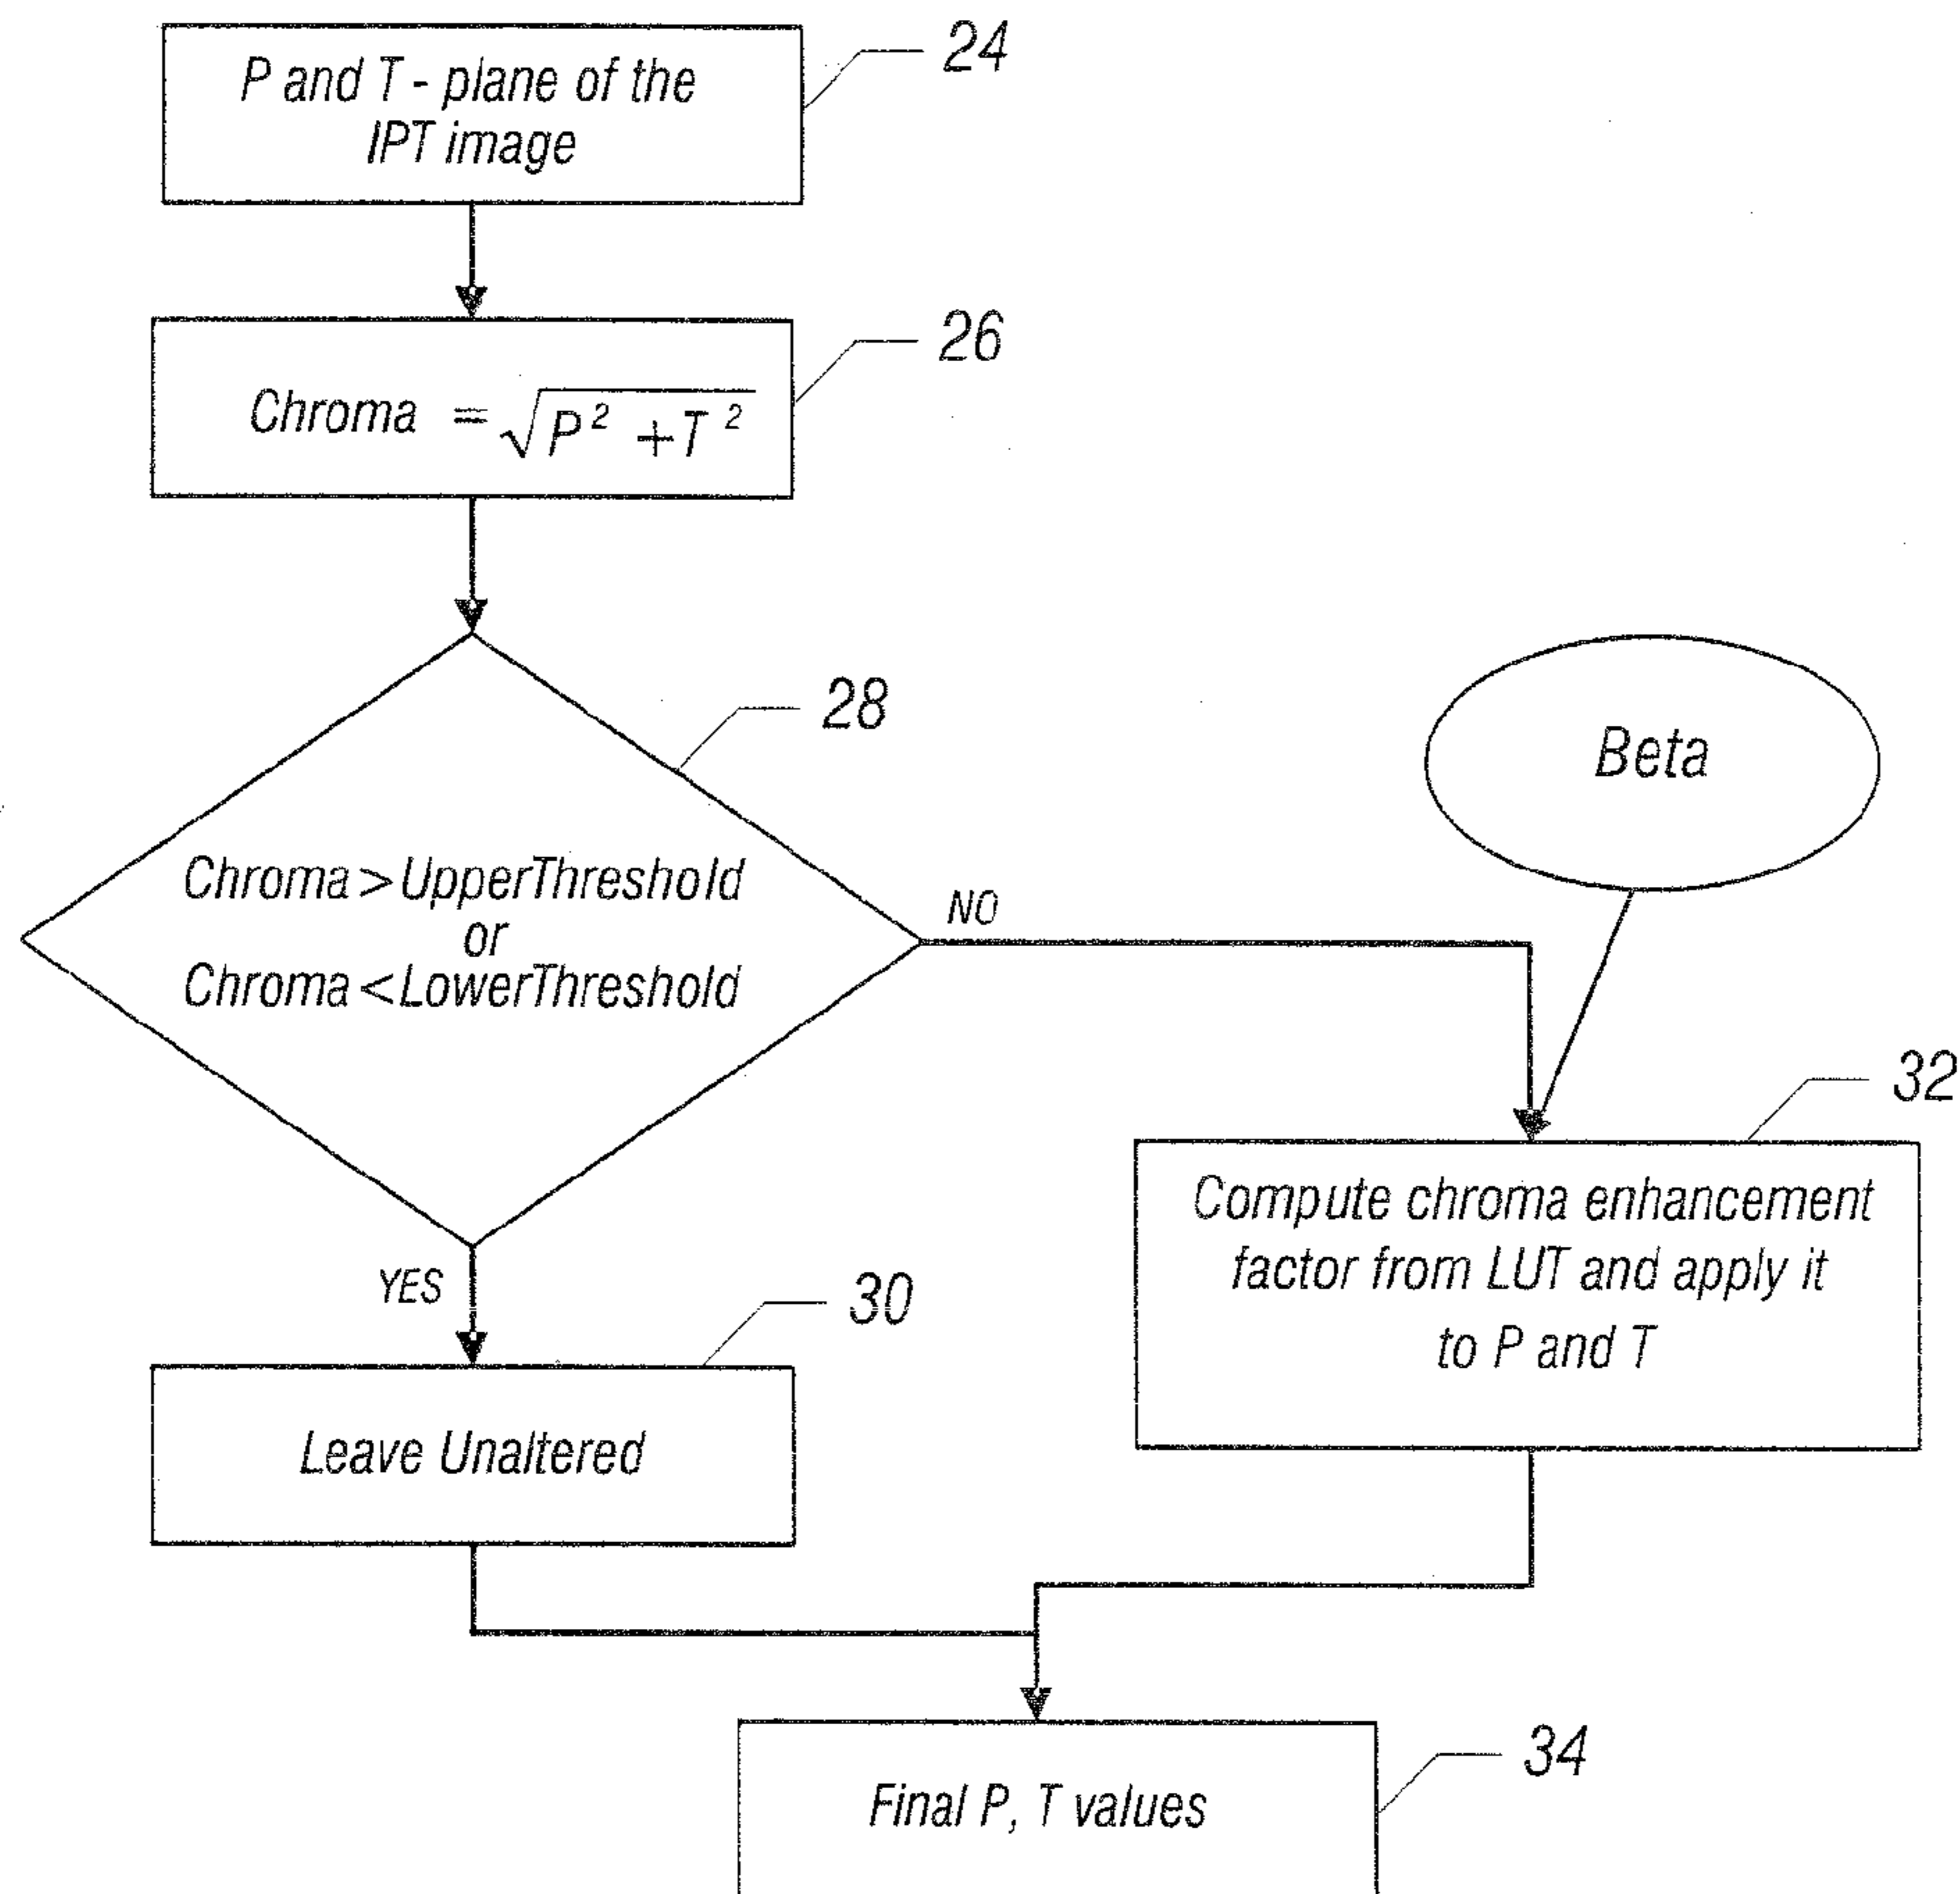 P and T - plane of the
IPT image
24
Chroma = √P² +T²
26
28
Chroma > UpperThreshold
or
Chroma < LowerThreshold
NO
Beta
YES
32
Compute chroma enhancement
factor from LUT and apply it
to P and T
30
Leave Unaltered
34
Final P, T values